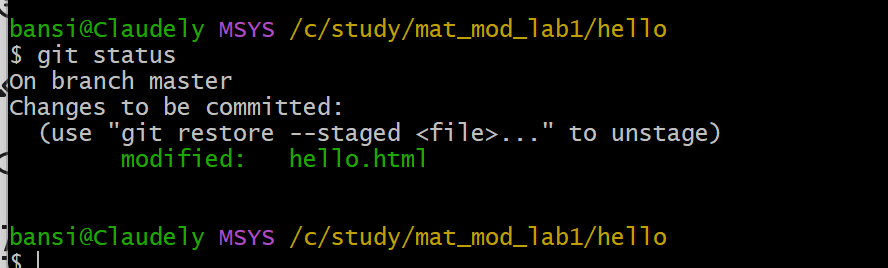 bansi@Claudely MSYS /c/study/mat_mod_lab1/hello
$ git status
On branch master
Changes to be committed:
  (use "git restore --staged <file>..." to unstage)
        modified:   hello.html

bansi@Claudely MSYS /c/study/mat_mod_lab1/hello
$